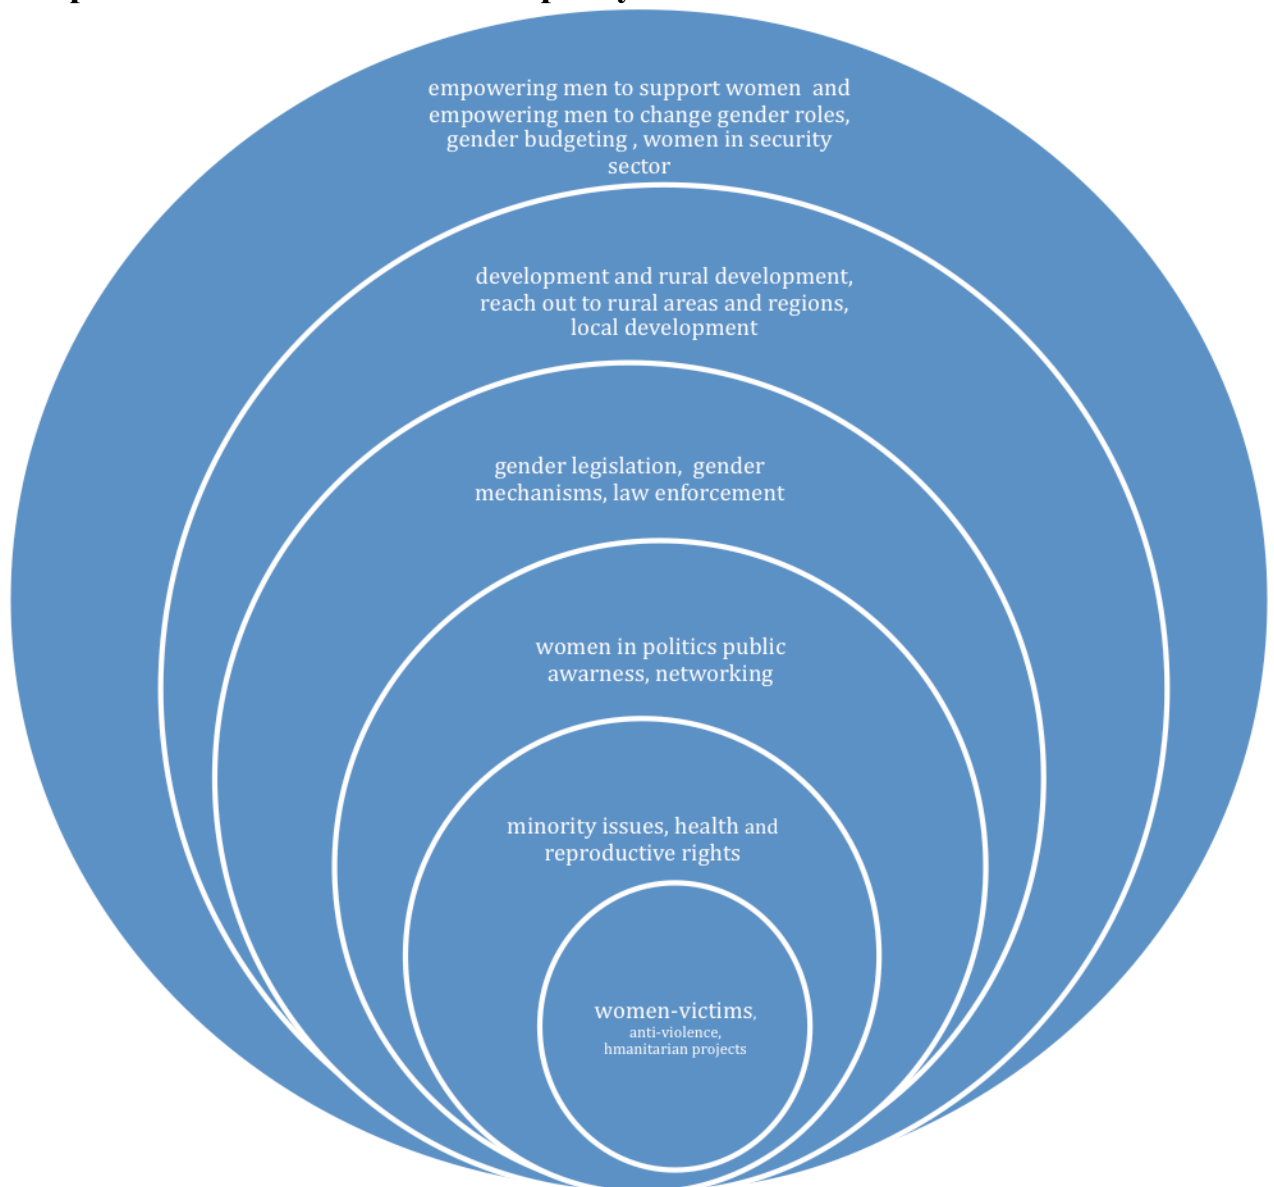 empowering men to support women and
empowering men to change gender roles,
gender budgeting , women in security
sector
development and rural development,
reach out to rural areas and regions,
local development
gender legislation, gender
mechanisms, law enforcement
women in politics public
awarness, networking
minority issues, health and
reproductive rights
women-victims,
anti-violence,
hmanitarian projects